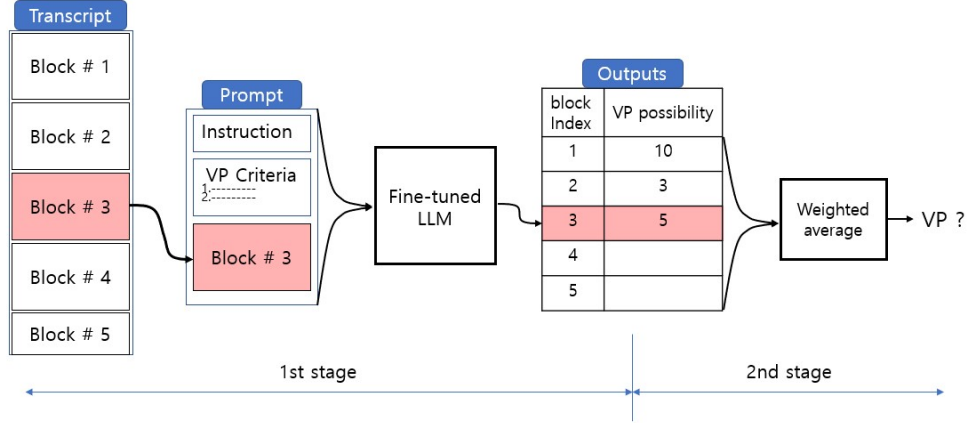 Transcript
Block # 1
Block # 2
Block # 3
Block # 4
Block # 5
Prompt
Instruction
VP Criteria
1.---------
2.---------
Block # 3
Fine-tuned
LLM
Outputs
block
Index
VP possibility
1 10
2 3
3 5
4
5
Weighted
average
VP ?
1st stage
2nd stage